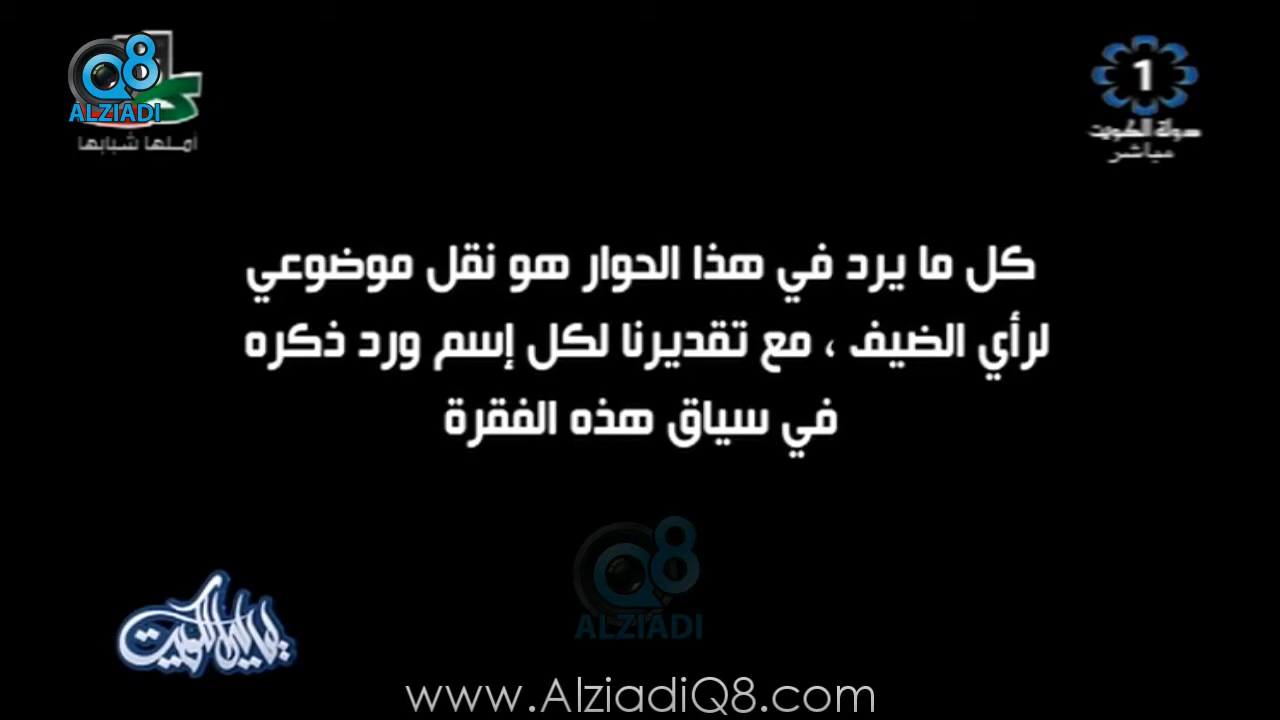 Q8
ALZIADI
أملها شبابها
1
دولة الكويت
مباشر
كل ما يرد في هذا الحوار هو نقل موضوعي
لرأي الضيف ، مع تقديرنا لكل إسم ورد ذكره
في سياق هذه الفقرة
Q8
ALZIADI
www.AlziadiQ8.com